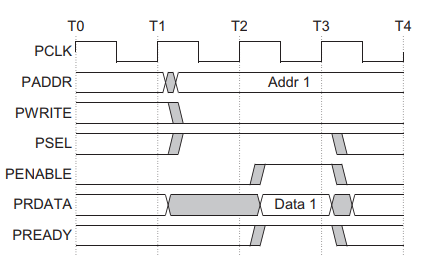 T0 T1 T2 T3 T4
PCLK
PADDR Addr 1
PWRITE
PSEL
PENABLE
PRDATA Data 1
PREADY